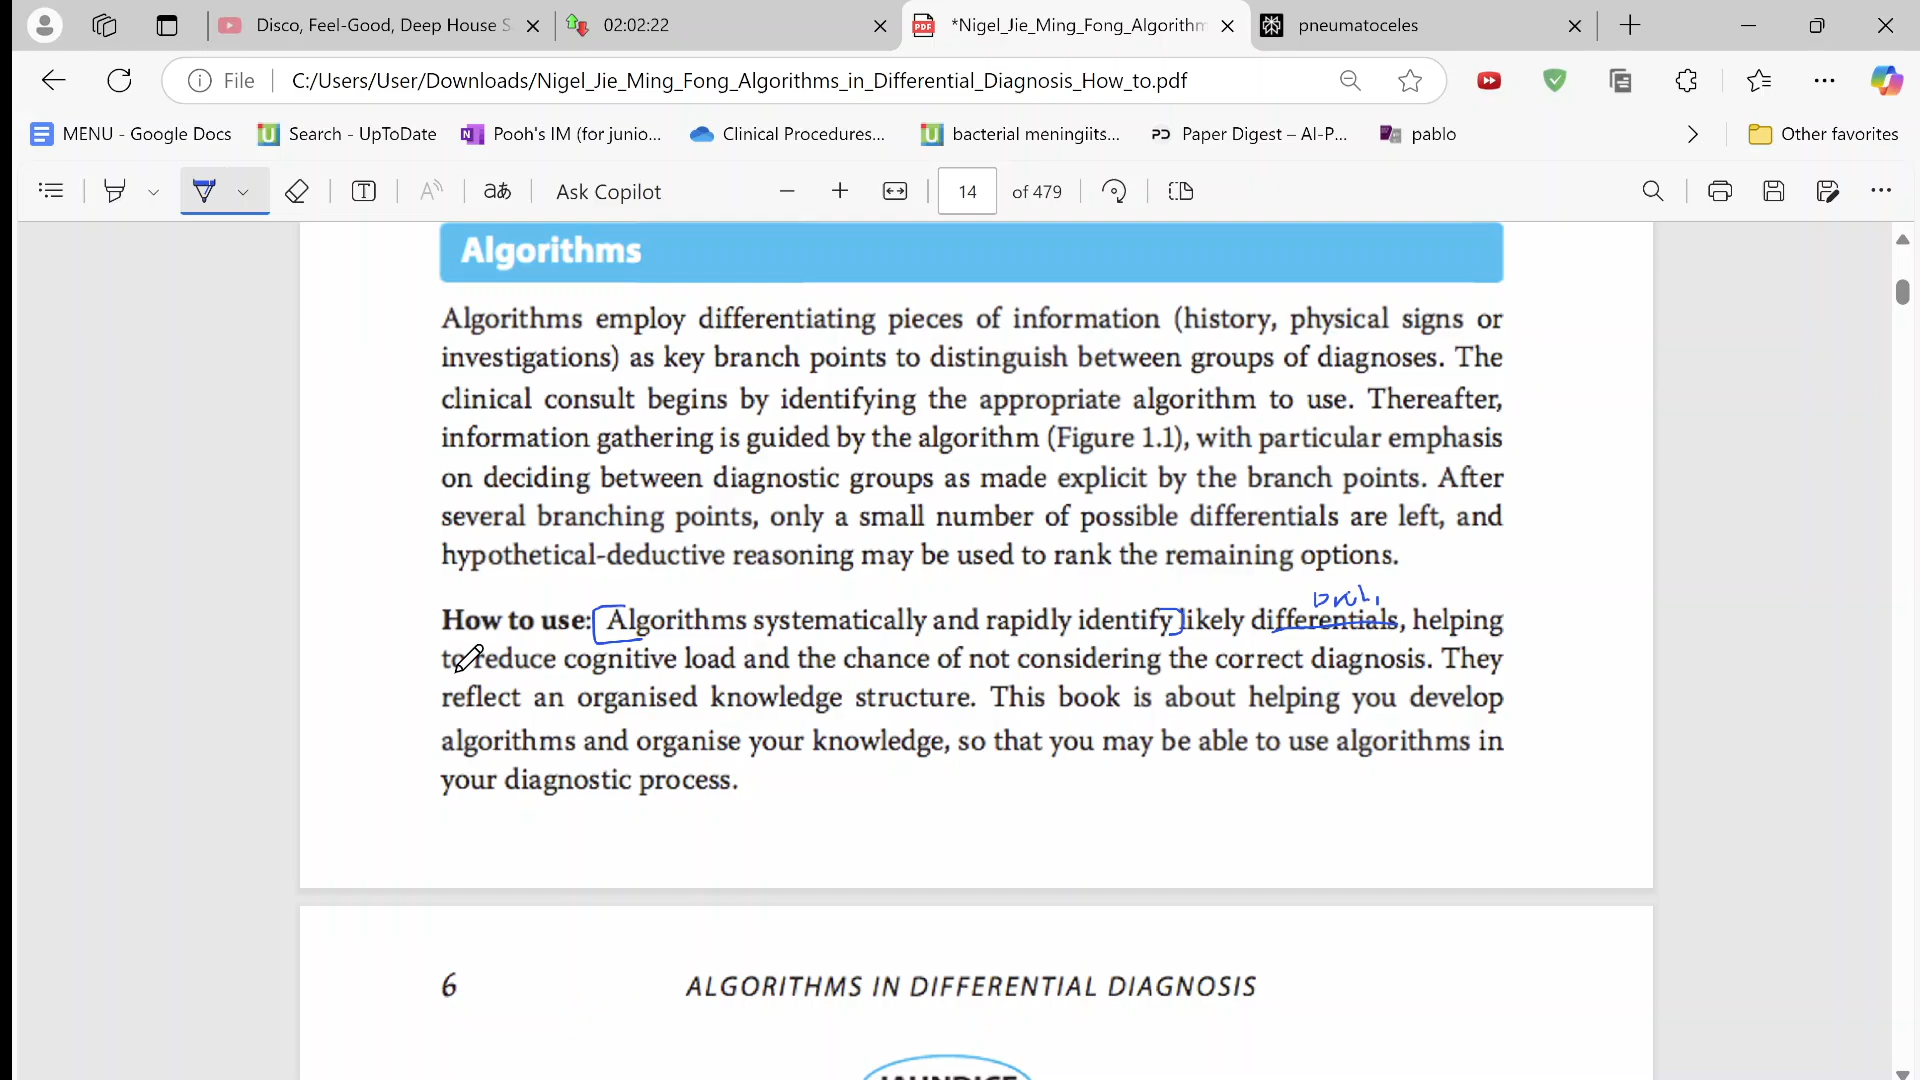 Disco, Feel-Good, Deep House S
02:02:22
*Nigel_Jie_Ming_Fong_Algorithm
pneumatoceles
File
C:/Users/User/Downloads/Nigel_Jie_Ming_Fong_Algorithms_in_Differential_Diagnosis_How_to.pdf
MENU - Google Docs
Search - UpToDate
Pooh's IM (for junio...
Clinical Procedures...
bacterial meningiits...
Paper Digest – AI-P...
pablo
Other favorites
Ask Copilot
14 of 479
Algorithms
Algorithms employ differentiating pieces of information (history, physical signs or
investigations) as key branch points to distinguish between groups of diagnoses. The
clinical consult begins by identifying the appropriate algorithm to use. Thereafter,
information gathering is guided by the algorithm (Figure 1.1), with particular emphasis
on deciding between diagnostic groups as made explicit by the branch points. After
several branching points, only a small number of possible differentials are left, and
hypothetical-deductive reasoning may be used to rank the remaining options.
How to use: Algorithms systematically and rapidly identify likely differentials, helping
to reduce cognitive load and the chance of not considering the correct diagnosis. They
reflect an organised knowledge structure. This book is about helping you develop
algorithms and organise your knowledge, so that you may be able to use algorithms in
your diagnostic process.
6 ALGORITHMS IN DIFFERENTIAL DIAGNOSIS
JAUNDICE